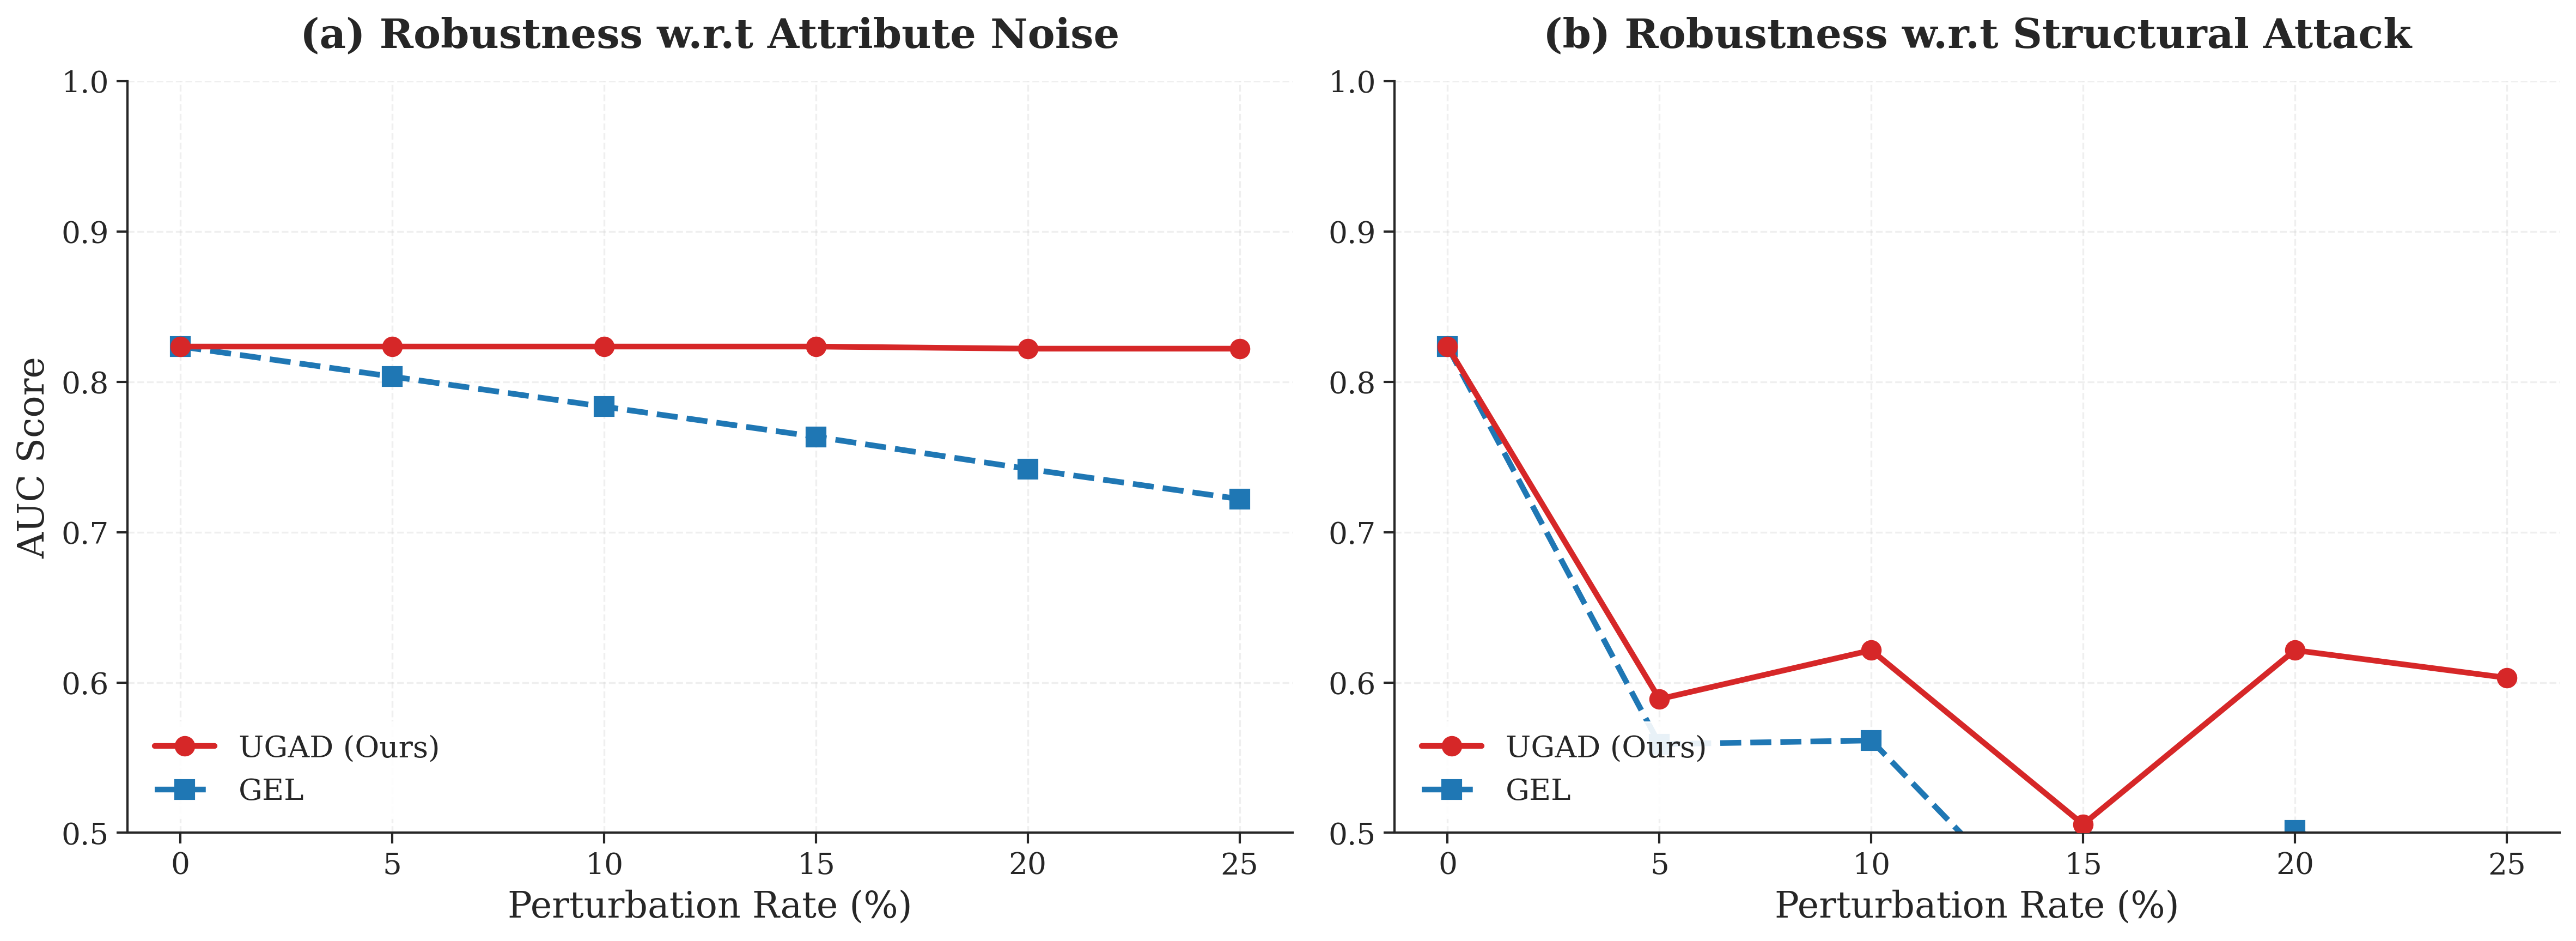 (a) Robustness w.r.t Attribute Noise
1.0
0.9
0.8
0.7
0.6
0.5
AUC Score
UGAD (Ours)
GEL
0 5 10 15 20 25
Perturbation Rate (%)
(b) Robustness w.r.t Structural Attack
1.0
0.9
0.8
0.7
0.6
0.5
UGAD (Ours)
GEL
0 5 10 15 20 25
Perturbation Rate (%)